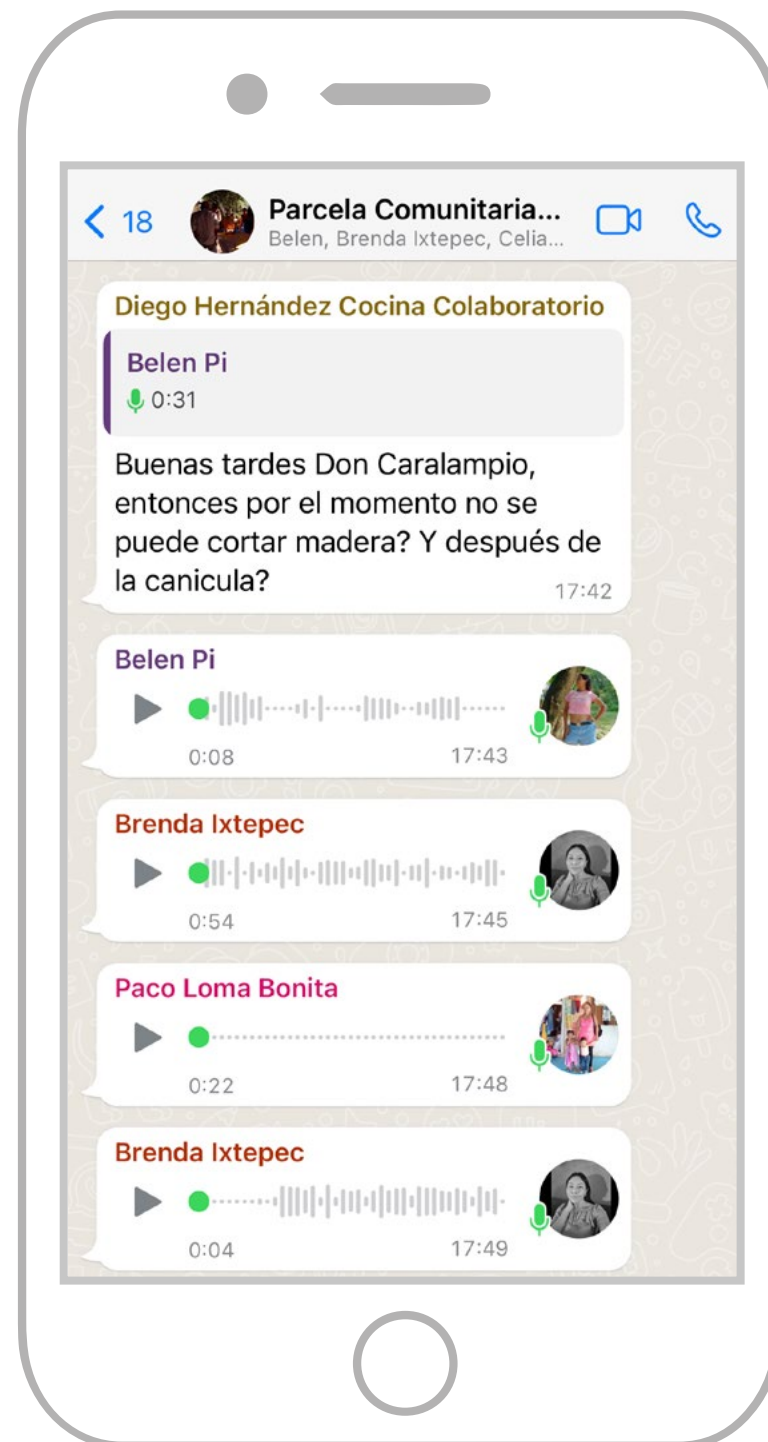 18
Parcela Comunitaria...
Belen, Brenda Ixtepec, Celia...
Diego Hernández Cocina Colaboratorio
Belen Pi
0:31
Buenas tardes Don Caralampio,
entonces por el momento no se
puede cortar madera? Y después de
la canicula?
17:42
Belen Pi
0:08 17:43
Brenda Ixtepec
0:54 17:45
Paco Loma Bonita
0:22 17:48
Brenda Ixtepec
0:04 17:49